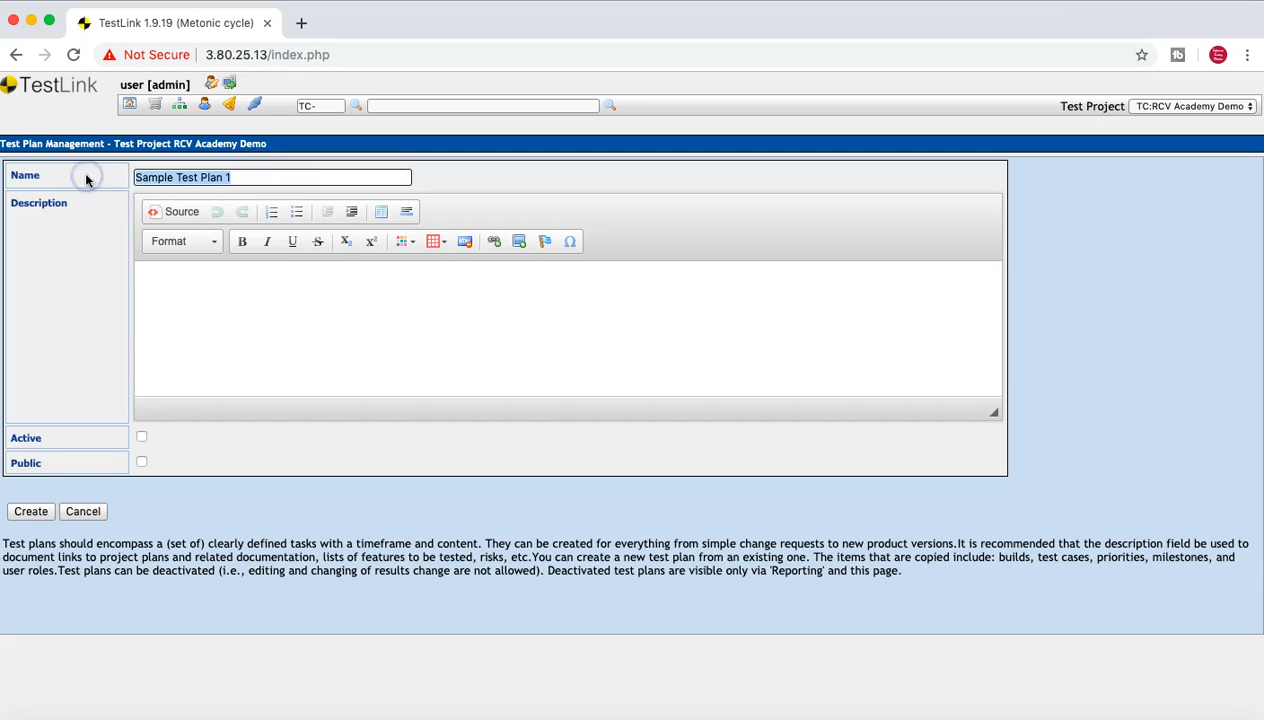 TestLink 1.9.19 (Metonic cycle)
Not Secure 3.80.25.13/index.php
TestLink user [admin]
TC- Test Project TC:RCV Academy Demo
Test Plan Management - Test Project RCV Academy Demo
Name Sample Test Plan 1
Description Source
Format B I U S X₂ X² Ω
Active
Public
Create Cancel
Test plans should encompass a (set of) clearly defined tasks with a timeframe and content. They can be created for everything from simple change requests to new product versions.It is recommended that the description field be used to
document links to project plans and related documentation, lists of features to be tested, risks, etc.You can create a new test plan from an existing one. The items that are copied include: builds, test cases, priorities, milestones, and
user roles.Test plans can be deactivated (i.e., editing and changing of results change are not allowed). Deactivated test plans are visible only via 'Reporting' and this page.